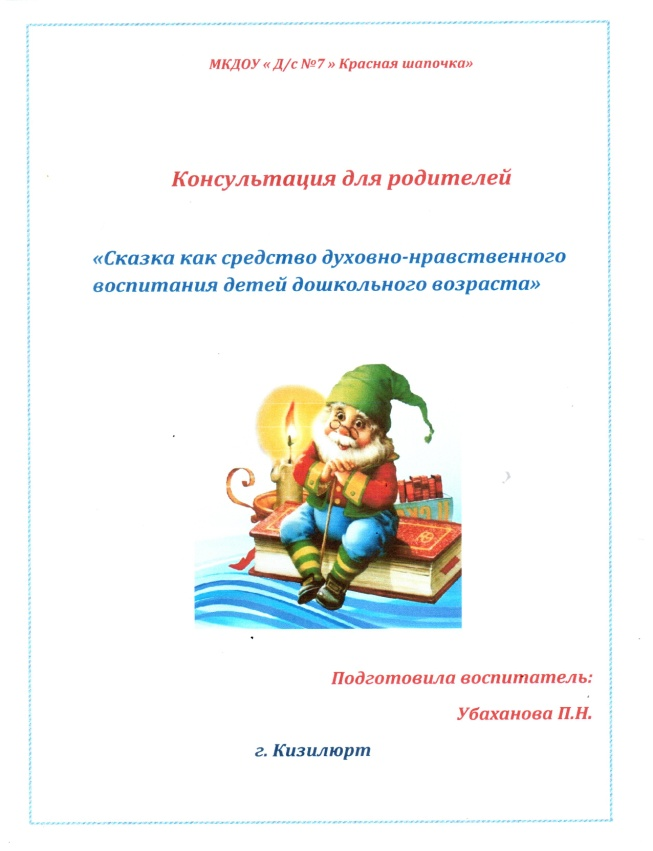 МКДОУ « Д/с №7 » Красная шапочка»
Консультация для родителей
«Сказка как средство духовно-нравственного
воспитания детей дошкольного возраста»
Подготовила воспитатель:
Убаханова П.Н.
г. Кизилюрт